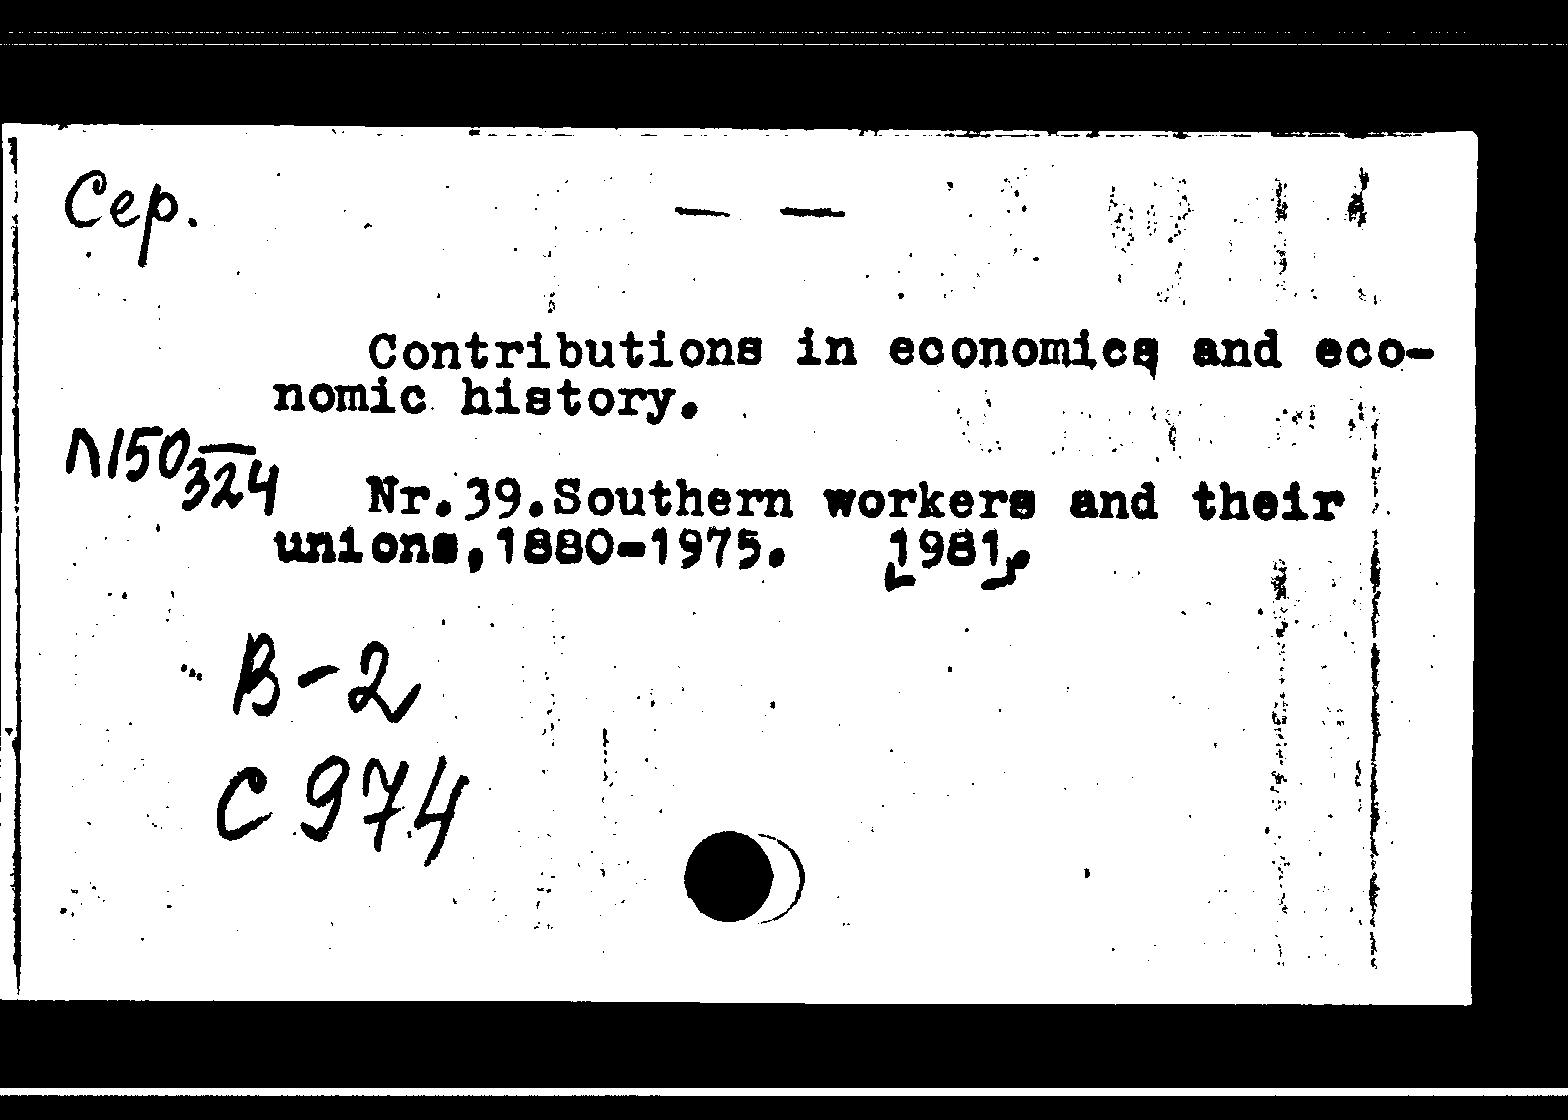 Сер. — —
Contributions in economics and eco-
nomic history.
Л150 324
Nr.39.Southern workers and their
unions,1880-1975. [1981].
B-2
C 974